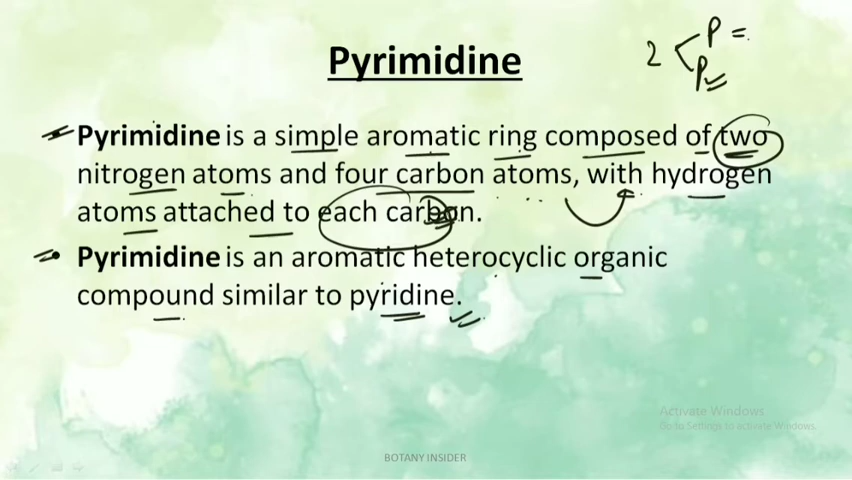 Pyrimidine
2 P =
P
Pyrimidine is a simple aromatic ring composed of two
nitrogen atoms and four carbon atoms, with hydrogen
atoms attached to each carbon.
Pyrimidine is an aromatic heterocyclic organic
compound similar to pyridine.
Activate Windows
Go to Settings to activate Windows.
BOTANY INSIDER